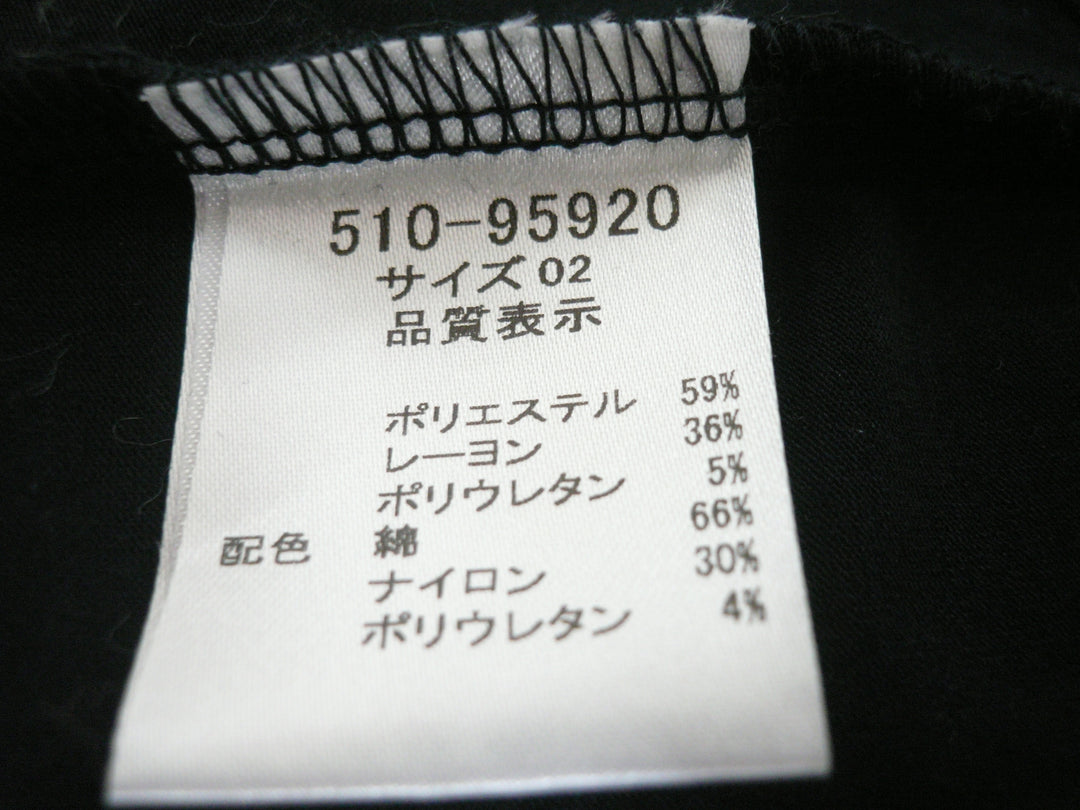 510-95920
サイズ02
品質表示
ポリエステル 59%
レーヨン 36%
ポリウレタン 5%
配色 綿 66%
ナイロン 30%
ポリウレタン 4%